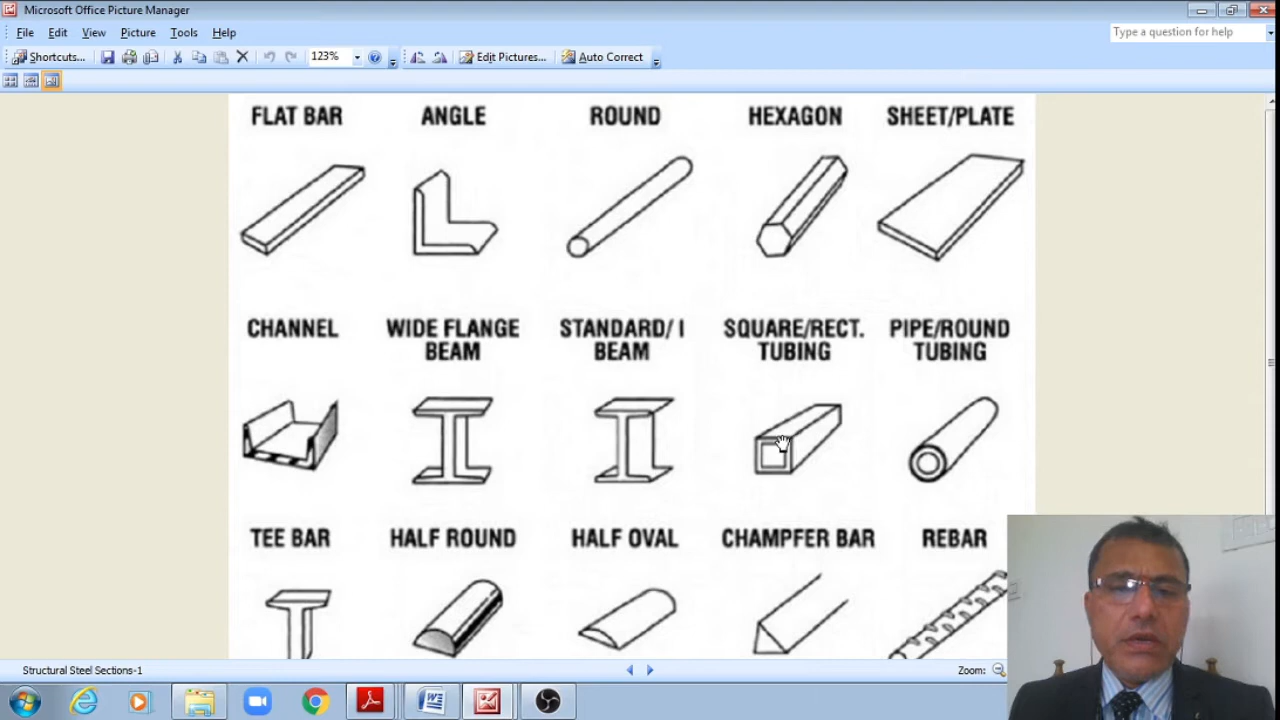 Microsoft Office Picture Manager
File Edit View Picture Tools Help
Type a question for help
Shortcuts... 123% Edit Pictures... Auto Correct
FLAT BAR ANGLE ROUND HEXAGON SHEET/PLATE
CHANNEL WIDE FLANGE BEAM STANDARD/ I BEAM SQUARE/RECT. TUBING PIPE/ROUND TUBING
TEE BAR HALF ROUND HALF OVAL CHAMPFER BAR REBAR
Structural Steel Sections-1 Zoom: